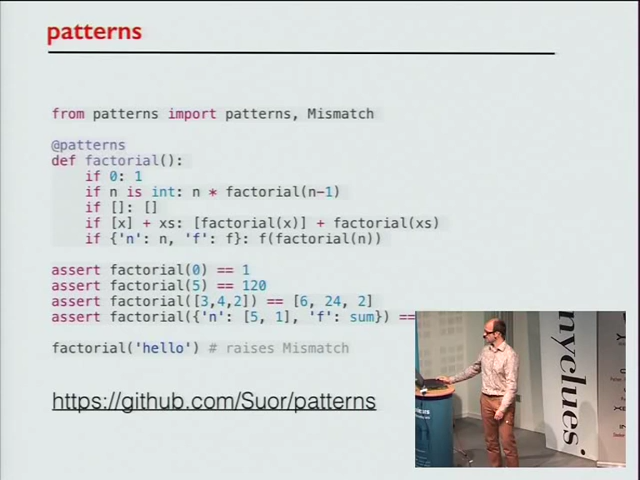 patterns
from patterns import patterns, Mismatch
@patterns
def factorial():
if 0: 1
if n is int: n * factorial(n-1)
if []: []
if [x] + xs: [factorial(x)] + factorial(xs)
if {'n': n, 'f': f}: f(factorial(n))
assert factorial(0) == 1
assert factorial(5) == 120
assert factorial([3,4,2]) == [6, 24, 2]
assert factorial({'n': [5, 1], 'f': sum}) ==
factorial('hello') # raises Mismatch
https://github.com/Suor/patterns
nyclues